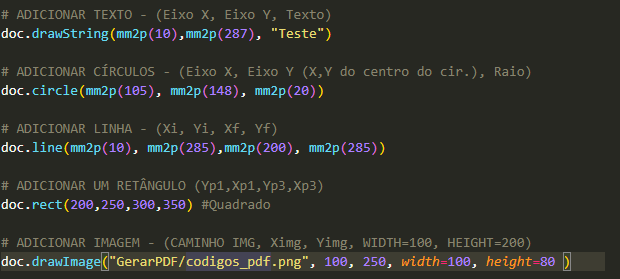 # ADICIONAR TEXTO - (Eixo X, Eixo Y, Texto)
doc.drawString(mm2p(10),mm2p(287), "Teste")
# ADICIONAR CÍRCULOS - (Eixo X, Eixo Y (X,Y do centro do cir.), Raio)
doc.circle(mm2p(105), mm2p(148), mm2p(20))
# ADICIONAR LINHA - (Xi, Yi, Xf, Yf)
doc.line(mm2p(10), mm2p(285),mm2p(200), mm2p(285))
# ADICIONAR UM RETÂNGULO (Yp1,Xp1,Yp3,Xp3)
doc.rect(200,250,300,350) #Quadrado
# ADICIONAR IMAGEM - (CAMINHO IMG, Ximg, Yimg, WIDTH=100, HEIGHT=200)
doc.drawImage("GerarPDF/codigos_pdf.png", 100, 250, width=100, height=80 )